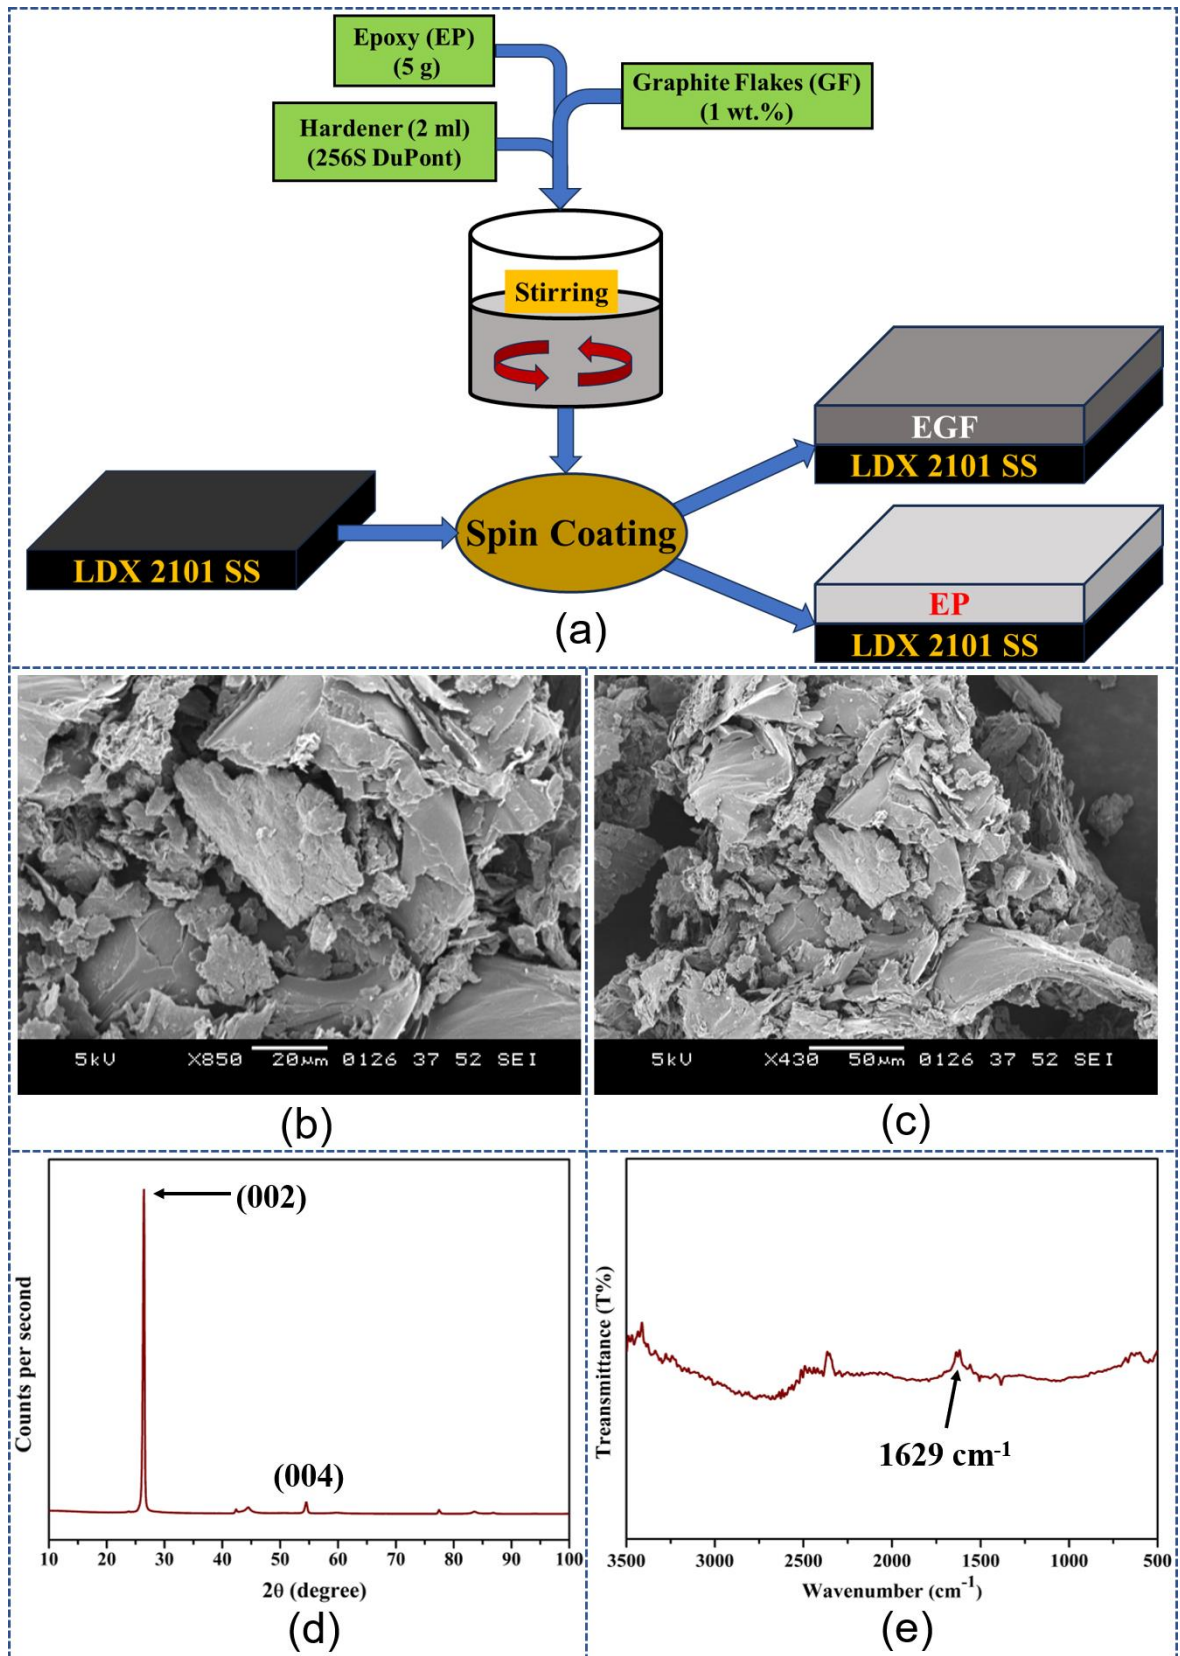 Epoxy (EP)
(5 g)
Graphite Flakes (GF)
(1 wt.%)
Hardener (2 ml)
(256S DuPont)
Stirring
EGF
LDX 2101 SS
LDX 2101 SS
Spin Coating
EP
LDX 2101 SS
(a)
5kV X850 20μm 0126 37 52 SEI
5kV X430 50μm 0126 37 52 SEI
(b)
(c)
(002)
(004)
Counts per second
10 20 30 40 50 60 70 80 90 100
2θ (degree)
(d)
Treansmittance (T%)
1629 cm⁻¹
3500 3000 2500 2000 1500 1000 500
Wavenumber (cm⁻¹)
(e)